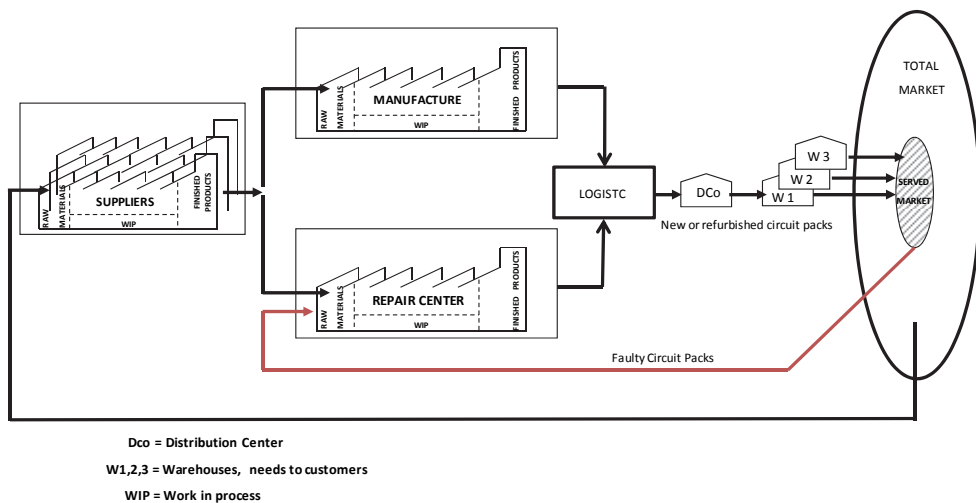 RAW
MATERIALS
SUPPLIERS
WIP
FINISHED
PRODUCTS
RAW
MATERIALS
MANUFACTURE
WIP
FINISHED PRODUCTS
RAW
MATERIALS
REPAIR CENTER
WIP
FINISHED PRODUCTS
LOGISTC
DCo
W 3
W 2
W 1
New or refurbished circuit packs
TOTAL
MARKET
SERVED
MARKET
Faulty Circuit Packs
Dco = Distribution Center
W1,2,3 = Warehouses, needs to customers
WIP = Work in process